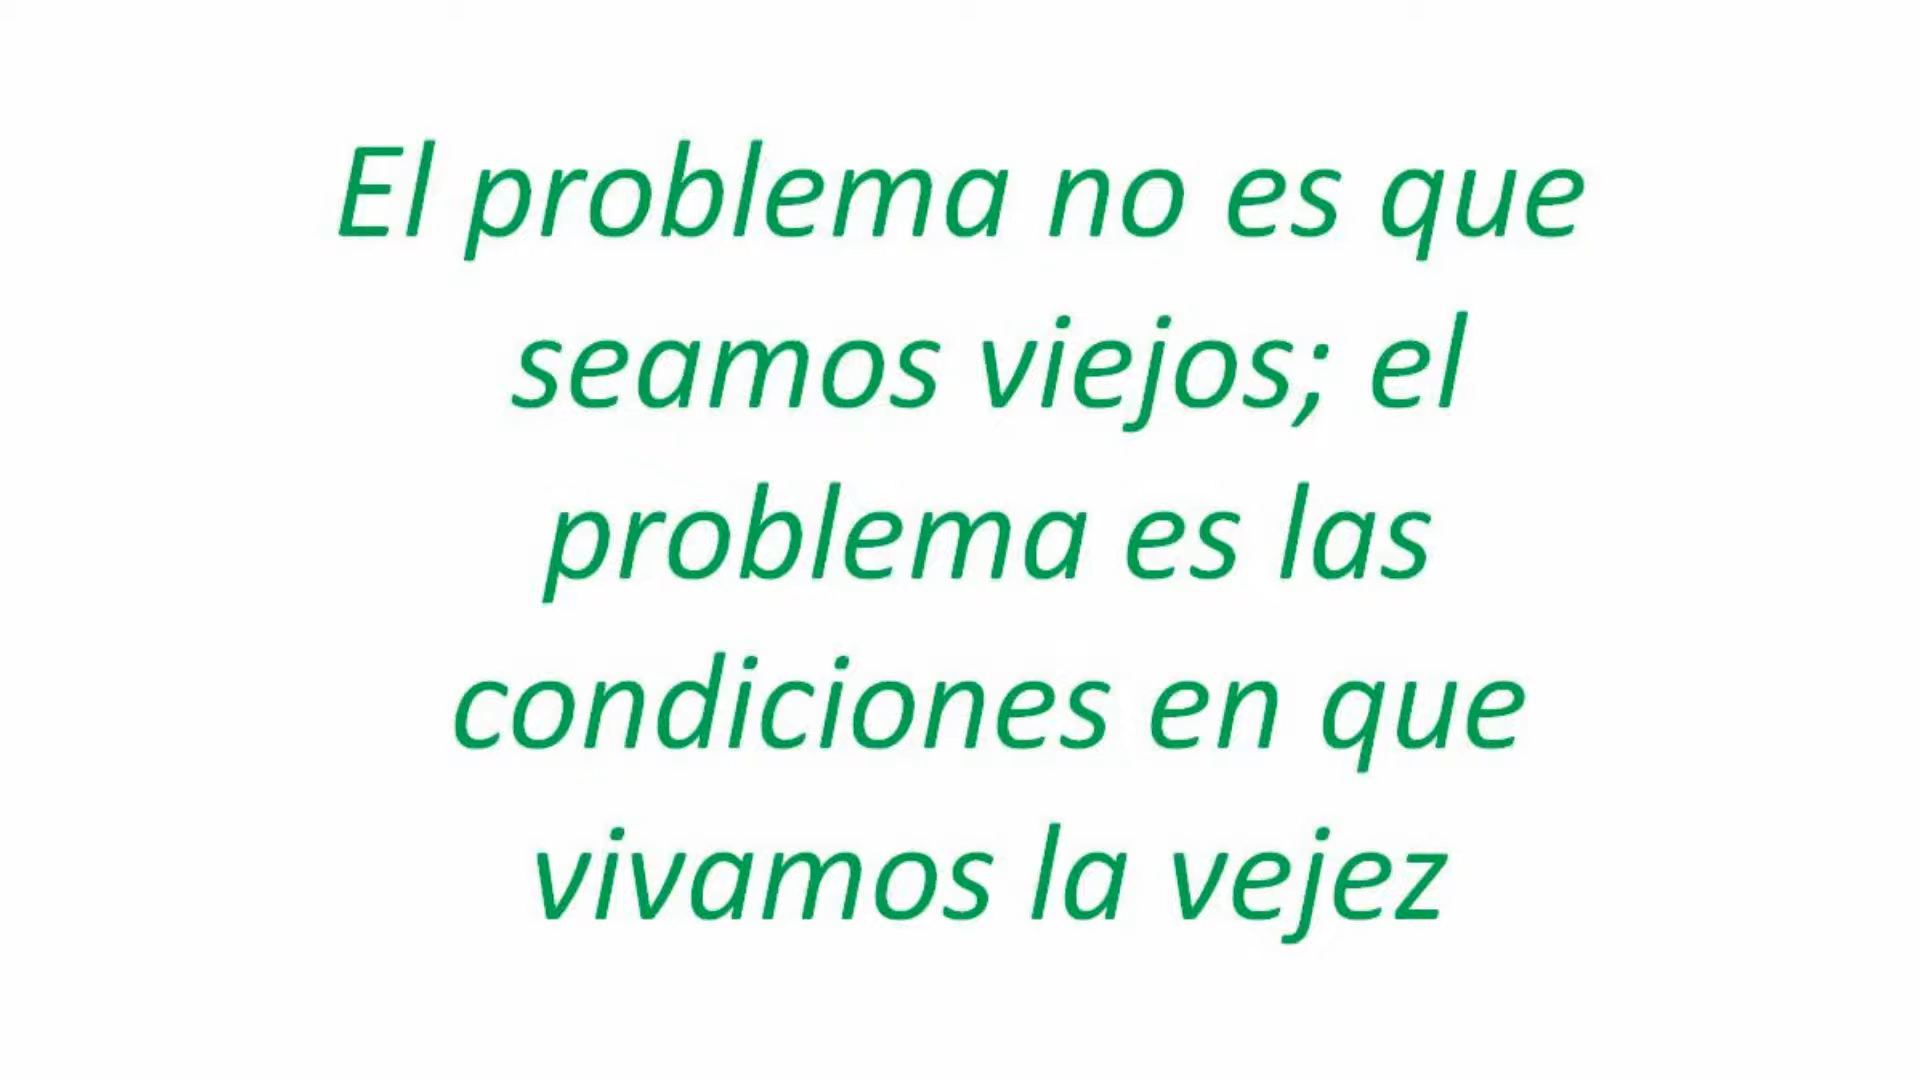 El problema no es que
seamos viejos; el
problema es las
condiciones en que
vivamos la vejez